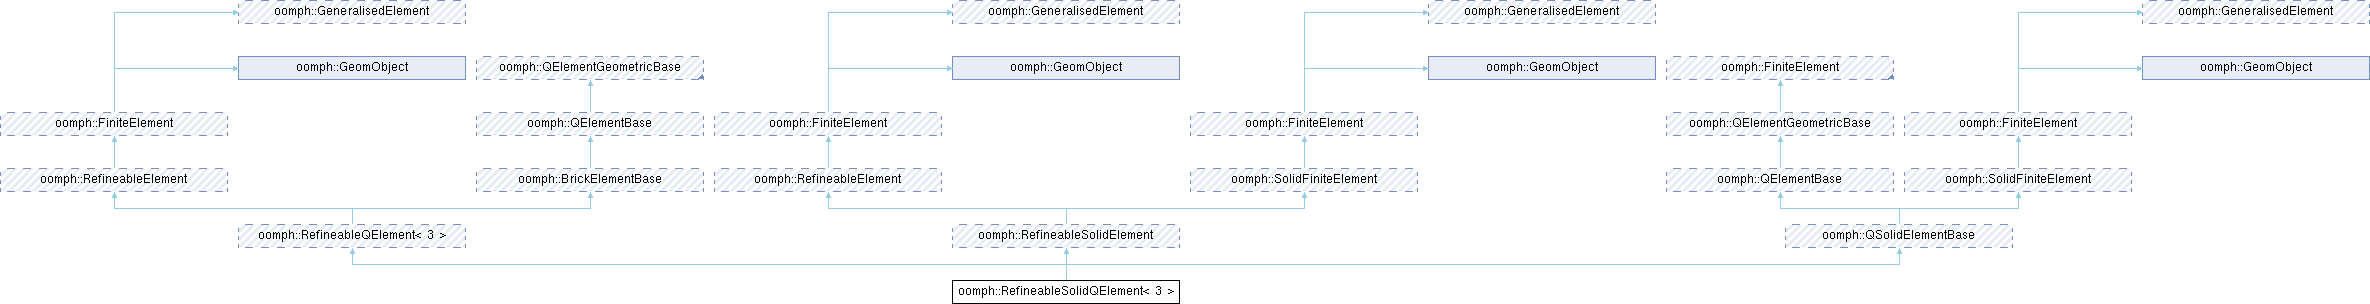 oomph::GeneralisedElement
oomph::GeneralisedElement
oomph::GeneralisedElement
oomph::GeneralisedElement
oomph::GeomObject
oomph::QElementGeometricBase
oomph::GeomObject
oomph::GeomObject
oomph::FiniteElement
oomph::GeomObject
oomph::FiniteElement
oomph::QElementBase
oomph::FiniteElement
oomph::FiniteElement
oomph::QElementGeometricBase
oomph::FiniteElement
oomph::RefineableElement
oomph::BrickElementBase
oomph::RefineableElement
oomph::SolidFiniteElement
oomph::QElementBase
oomph::SolidFiniteElement
oomph::RefineableQElement< 3 >
oomph::RefineableSolidElement
oomph::QSolidElementBase
oomph::RefineableSolidQElement< 3 >